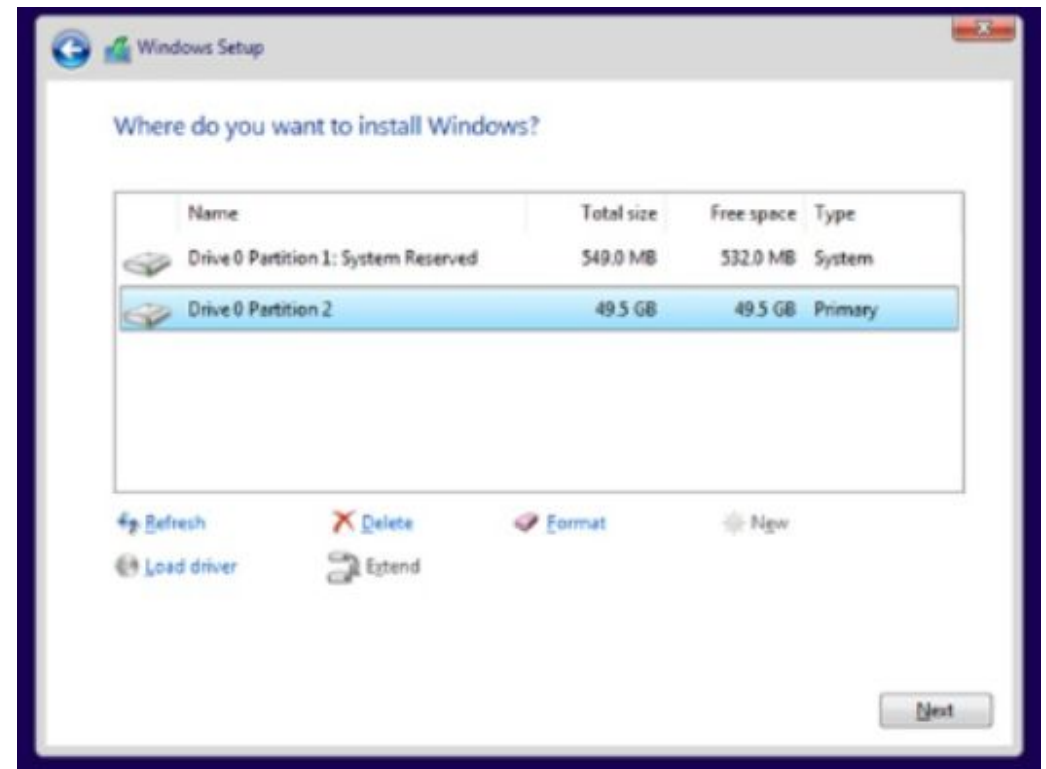 Windows Setup
Where do you want to install Windows?
Name Total size Free space Type
Drive 0 Partition 1: System Reserved 549.0 MB 532.0 MB System
Drive 0 Partition 2 49.5 GB 49.5 GB Primary
Refresh Delete Format New
Load driver Extend
Next